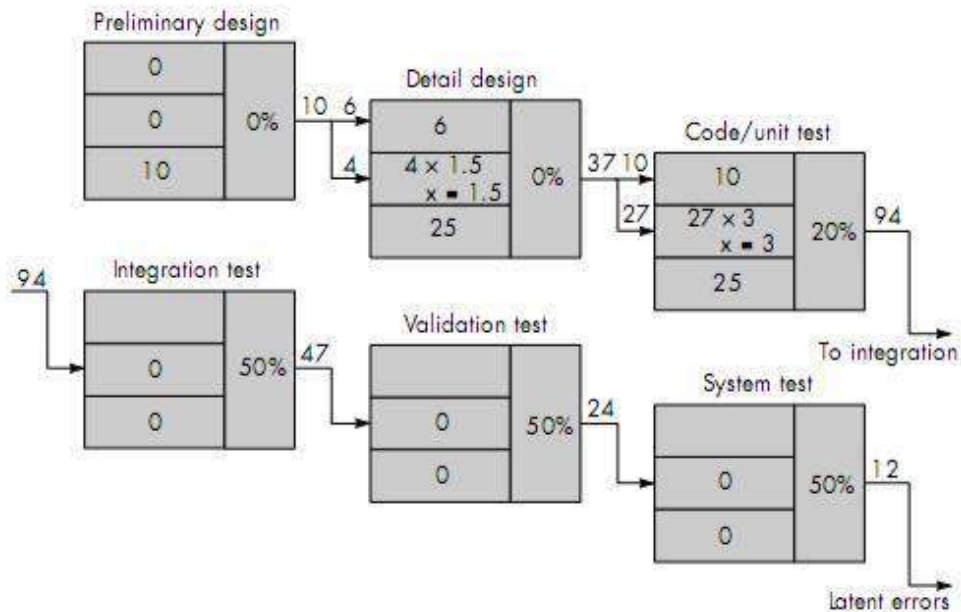 Preliminary design
0
0
10
0%
10
6
4
Detail design
6
4 × 1.5
x = 1.5
25
0%
37
10
27
Code/unit test
10
27 × 3
x = 3
25
20%
94
To integration
94
Integration test
0
0
50%
47
Validation test
0
0
50%
24
System test
0
0
50%
12
Latent errors